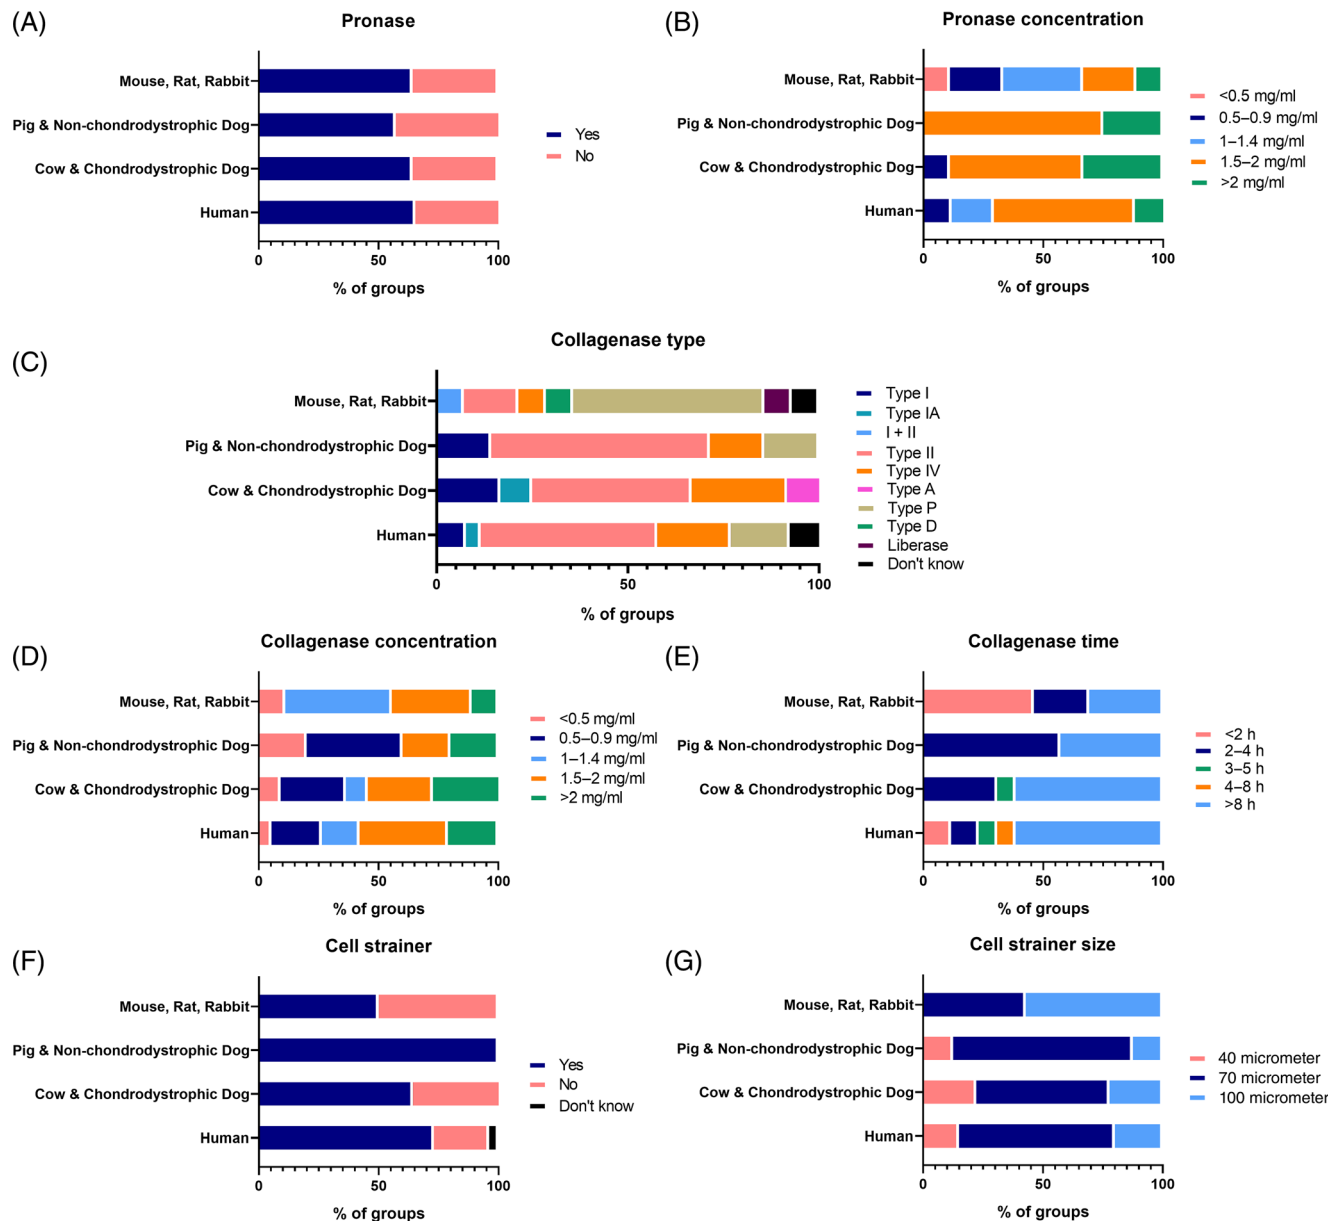 (A)
Pronase
Mouse, Rat, Rabbit
Pig & Non-chondrodystrophic Dog
Cow & Chondrodystrophic Dog
Human
0 50 100
% of groups
Yes
No
(B)
Pronase concentration
Mouse, Rat, Rabbit
Pig & Non-chondrodystrophic Dog
Cow & Chondrodystrophic Dog
Human
0 50 100
% of groups
<0.5 mg/ml
0.5–0.9 mg/ml
1–1.4 mg/ml
1.5–2 mg/ml
>2 mg/ml
(C)
Collagenase type
Mouse, Rat, Rabbit
Pig & Non-chondrodystrophic Dog
Cow & Chondrodystrophic Dog
Human
0 50 100
% of groups
Type I
Type IA
I + II
Type II
Type IV
Type A
Type P
Type D
Liberase
Don't know
(D)
Collagenase concentration
Mouse, Rat, Rabbit
Pig & Non-chondrodystrophic Dog
Cow & Chondrodystrophic Dog
Human
0 50 100
% of groups
<0.5 mg/ml
0.5–0.9 mg/ml
1–1.4 mg/ml
1.5–2 mg/ml
>2 mg/ml
(E)
Collagenase time
Mouse, Rat, Rabbit
Pig & Non-chondrodystrophic Dog
Cow & Chondrodystrophic Dog
Human
0 50 100
% of groups
<2 h
2–4 h
3–5 h
4–8 h
>8 h
(F)
Cell strainer
Mouse, Rat, Rabbit
Pig & Non-chondrodystrophic Dog
Cow & Chondrodystrophic Dog
Human
0 50 100
% of groups
Yes
No
Don't know
(G)
Cell strainer size
Mouse, Rat, Rabbit
Pig & Non-chondrodystrophic Dog
Cow & Chondrodystrophic Dog
Human
0 50 100
% of groups
40 micrometer
70 micrometer
100 micrometer